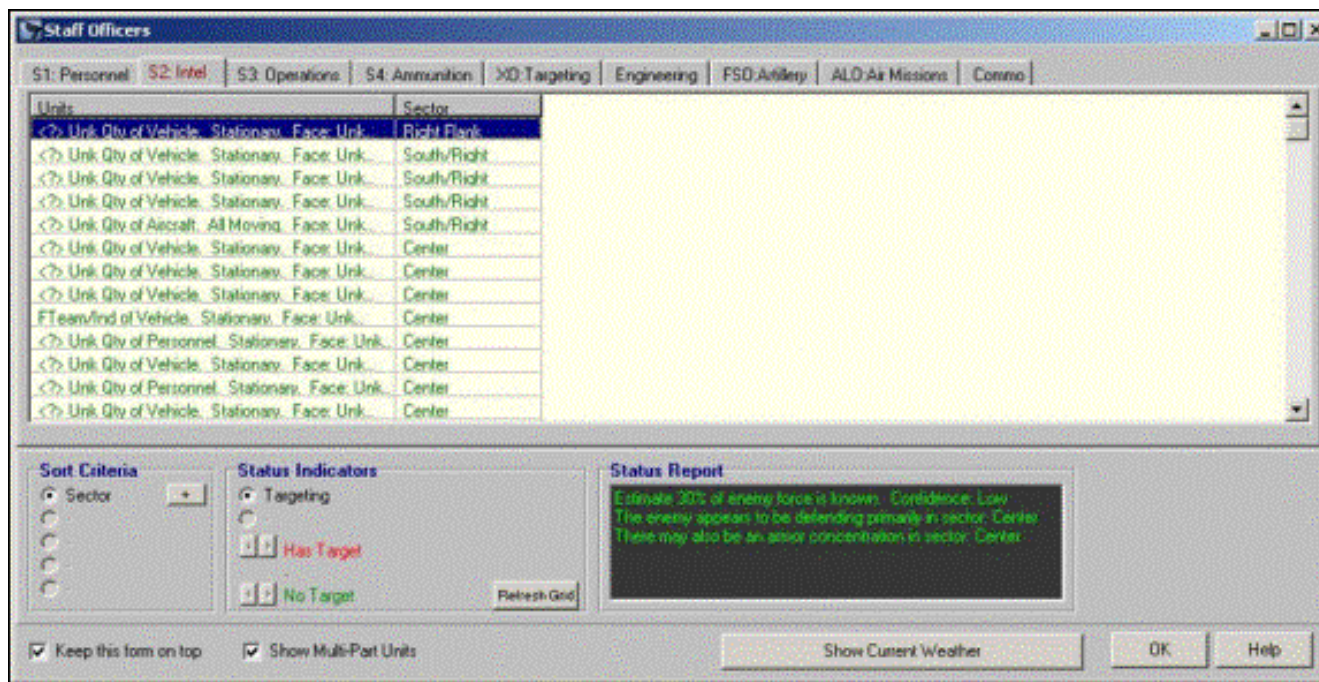 Staff Officers
S1: Personnel S2: Intel S3: Operations S4: Ammunition XO:Targeting Engineering FSO:Artillery ALO:Air Missions Commo
Units Sector
<?> Unk Qty of Vehicle, Stationary, Face: Unk... Right Flank
<?> Unk Qty of Vehicle, Stationary, Face: Unk... South/Right
<?> Unk Qty of Vehicle, Stationary, Face: Unk... South/Right
<?> Unk Qty of Vehicle, Stationary, Face: Unk... South/Right
<?> Unk Qty of Aircraft, All Moving, Face: Unk... South/Right
<?> Unk Qty of Vehicle, Stationary, Face: Unk... Center
<?> Unk Qty of Vehicle, Stationary, Face: Unk... Center
<?> Unk Qty of Vehicle, Stationary, Face: Unk... Center
FTeam/Ind of Vehicle, Stationary, Face: Unk... Center
<?> Unk Qty of Personnel, Stationary, Face: Unk... Center
<?> Unk Qty of Vehicle, Stationary, Face: Unk... Center
<?> Unk Qty of Personnel, Stationary, Face: Unk... Center
<?> Unk Qty of Vehicle, Stationary, Face: Unk... Center
Sort Criteria Status Indicators Status Report
Sector + Targeting
Has Target
No Target Refresh Grid
Estimate 30% of enemy force is known. Confidence: Low
The enemy appears to be defending primarily in sector: Center
There may also be an armor concentration in sector: Center
Keep this form on top Show Multi-Part Units Show Current Weather OK Help